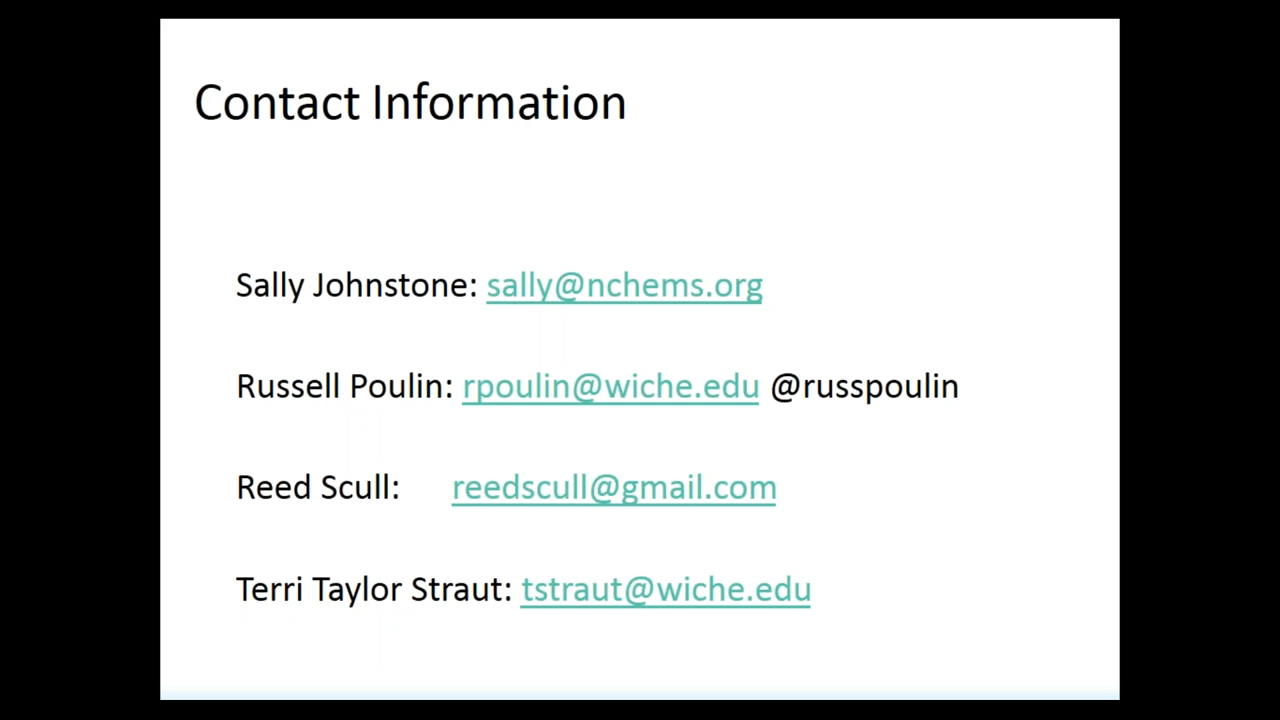 Contact Information
Sally Johnstone: sally@nchems.org
Russell Poulin: rpoulin@wiche.edu @russpoulin
Reed Scull: reedscull@gmail.com
Terri Taylor Straut: tstraut@wiche.edu